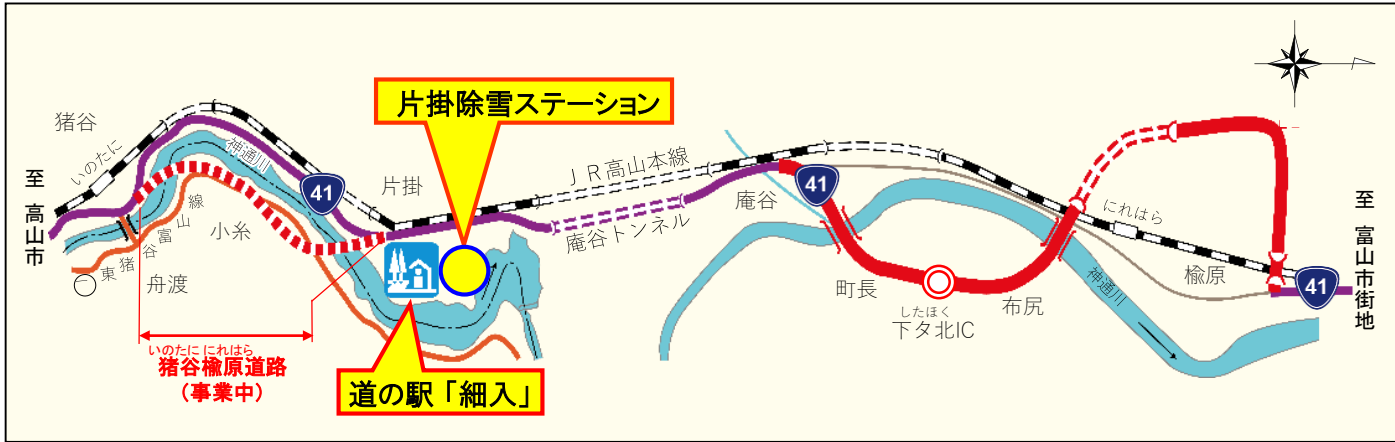 片掛除雪ステーション
猪谷
いのたに
神通川
至 高山市
41
片掛
JR高山本線
小糸
東猪谷富山線
舟渡
庵谷トンネル
庵谷
41
町長
したほく
下タ北IC
布尻
にれはら
神通川
楡原
41
至 富山市街地
いのたに にれはら
猪谷楡原道路
(事業中)
道の駅「細入」